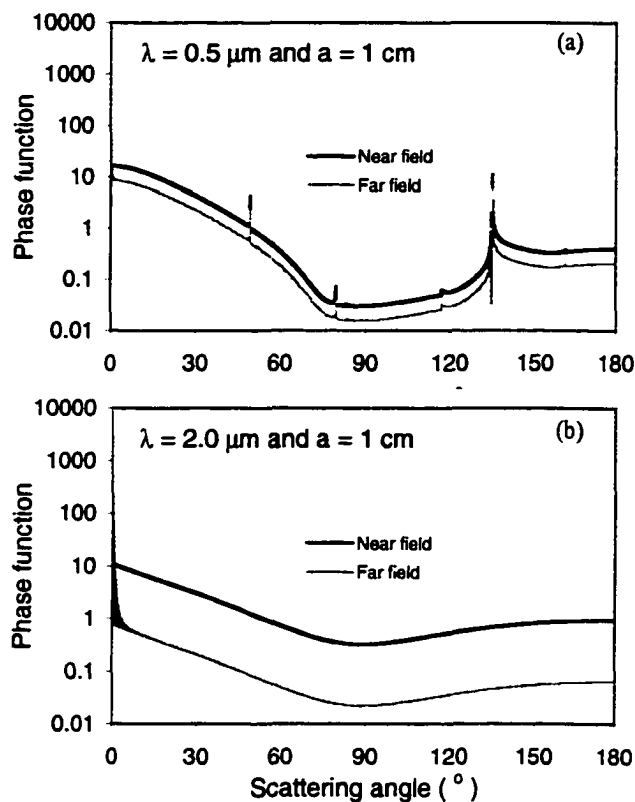 10000
1000
100
10
1
0.1
0.01
Phase function
λ = 0.5 µm and a = 1 cm
(a)
Near field
Far field
0 30 60 90 120 150 180
10000
1000
100
10
1
0.1
0.01
Phase function
λ = 2.0 µm and a = 1 cm
(b)
Near field
Far field
0 30 60 90 120 150 180
Scattering angle ( ° )